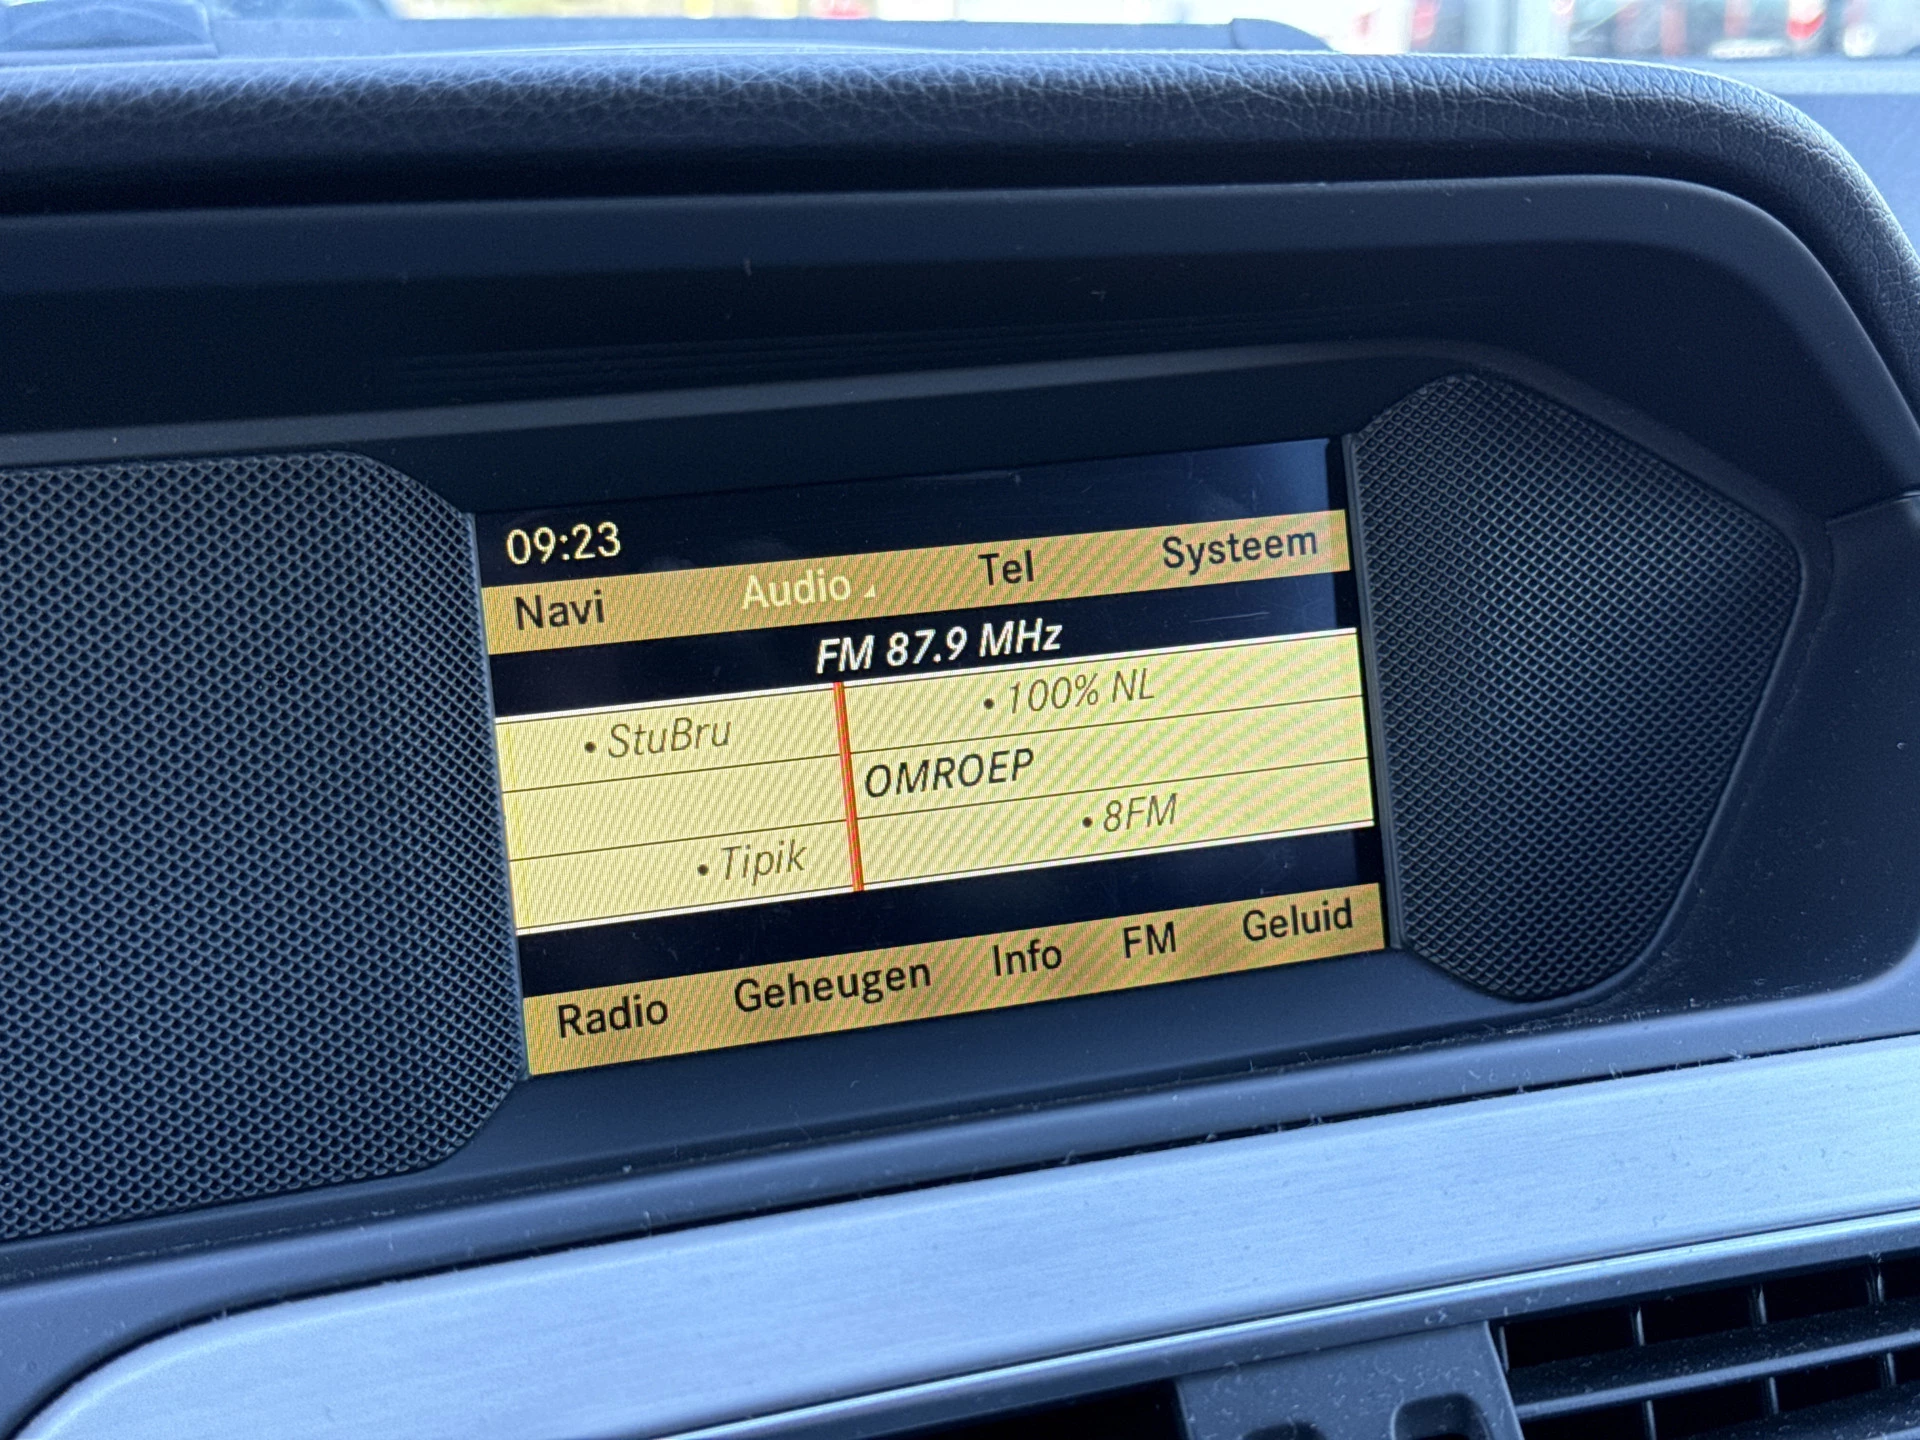 09:23
Navi Audio Tel Systeem
FM 87.9 MHz
• StuBru • 100% NL
OMROEP
• Tipik • 8FM
Radio Geheugen Info FM Geluid